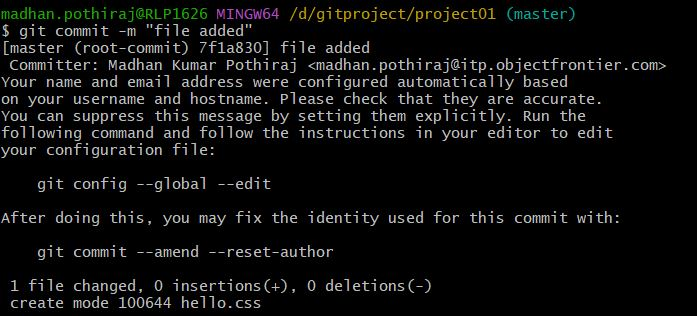 madhan.pothiraj@RLP1626 MINGW64 /d/gitproject/project01 (master)
$ git commit -m "file added"
[master (root-commit) 7f1a830] file added
 Committer: Madhan Kumar Pothiraj <madhan.pothiraj@itp.objectfrontier.com>
Your name and email address were configured automatically based
on your username and hostname. Please check that they are accurate.
You can suppress this message by setting them explicitly. Run the
following command and follow the instructions in your editor to edit
your configuration file:

    git config --global --edit

After doing this, you may fix the identity used for this commit with:

    git commit --amend --reset-author

 1 file changed, 0 insertions(+), 0 deletions(-)
 create mode 100644 hello.css